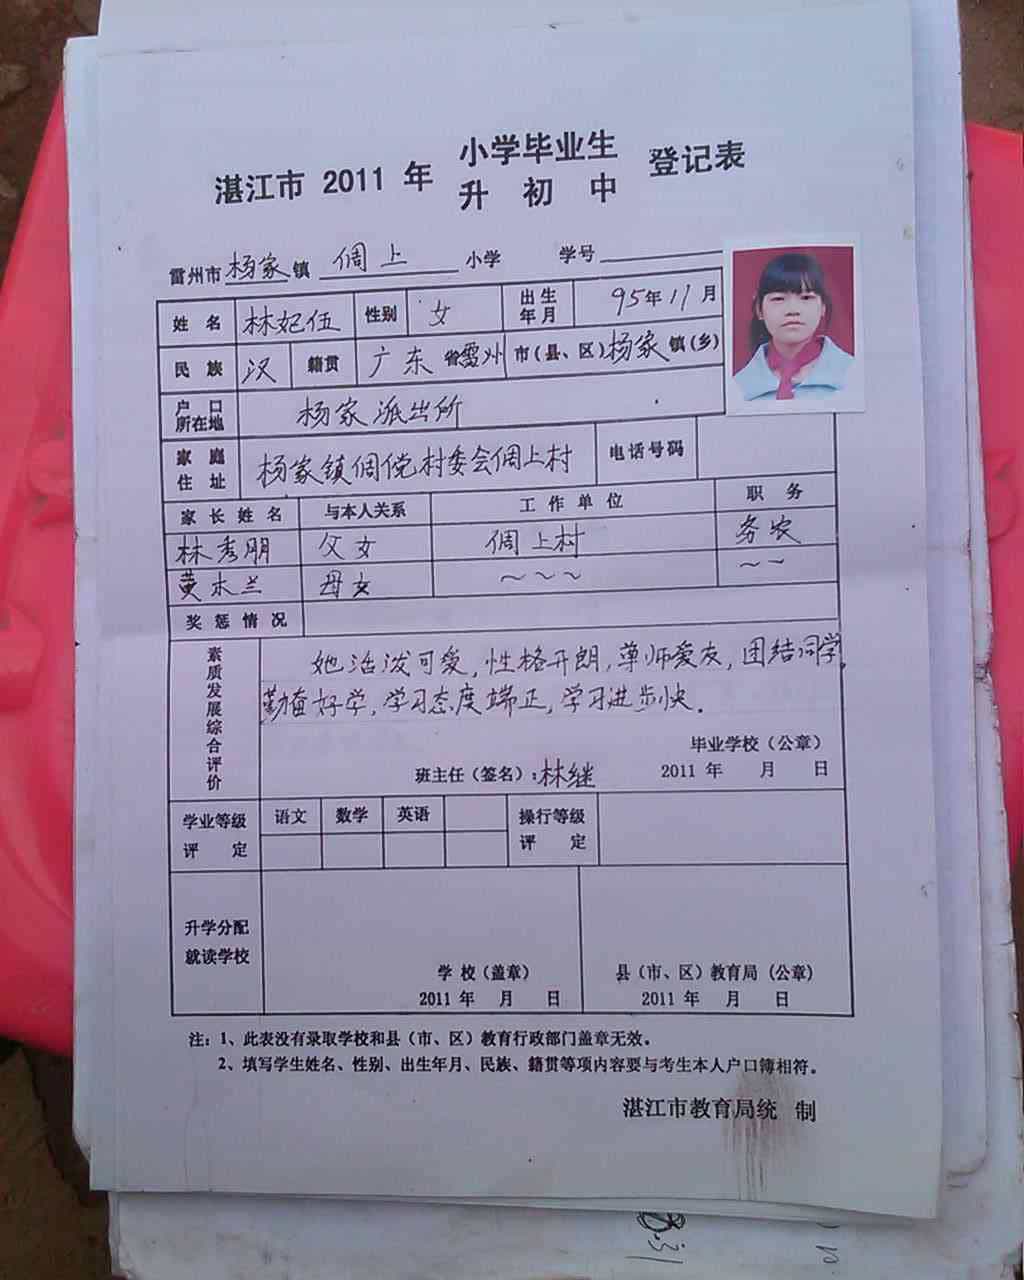 湛江市 2011 年 小学毕业生 登记表
升 初 中
雷州市杨家镇 倜上 小学 学号
姓 名 林妃伍 性别 女 出生年月 95年11月
民 族 汉 籍贯 广东省雷州市(县、区)杨家镇(乡)
户 口 所在地 杨家派出所
家 庭 住 址 杨家镇倜傥村委会倜上村 电话号码
家 长 姓 名 与本人关系 工 作 单 位 职 务
林秀朋 父女 倜上村 务农
黄木兰 母女 ～～～ ～～
奖 惩 情 况
素质发展综合评价
她活泼可爱,性格开朗,尊师爱友,团结同学,
勤奋好学,学习态度端正,学习进步快.
毕业学校(公章)
班主任(签名):林继 2011 年 月 日
学业等级 评 定 语文 数学 英语 操行等级 评 定
升学分配 就读学校
学 校(盖章) 县(市、区)教育局(公章)
2011 年 月 日 2011 年 月 日
注: 1、此表没有录取学校和县(市、区)教育行政部门盖章无效。
2、填写学生姓名、性别、出生年月、民族、籍贯等项内容要与考生本人户口簿相符。
湛江市教育局统 制